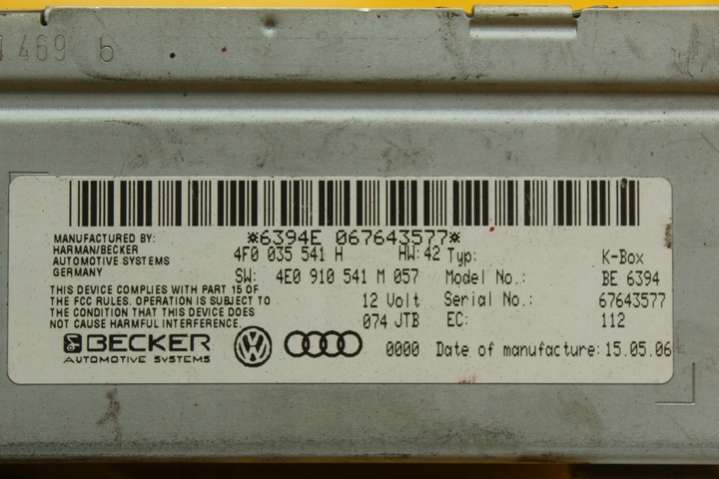 469 6
*6394E 067643577*
MANUFACTURED BY:
HARMAN/BECKER
AUTOMOTIVE SYSTEMS
GERMANY
THIS DEVICE COMPLIES WITH PART 15 OF
THE FCC RULES. OPERATION IS SUBJECT TO
THE CONDITION THAT THIS DEVICE DOES
NOT CAUSE HARMFUL INTERFERENCE.
BECKER
AUTOMOTIVE SYSTEMS
4F0 035 541 H HW: 42 Typ: K-Box
SW: 4E0 910 541 M 057 Model No.: BE 6394
12 Volt Serial No.: 67643577
074 JTB EC: 112
0000 Date of manufacture: 15.05.06